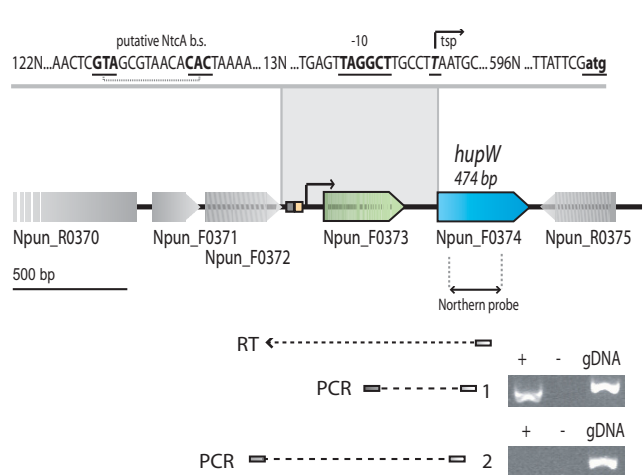 putative NtcA b.s. -10 tsp
122N...AACTCGTAGCGTAACACACTAAAA... 13N ...TGAGTTAGGCTTGCCTTAATGC... 596N ...TTATTCGatg
hupW
474 bp
Npun_R0370 Npun_F0371 Npun_F0373 Npun_F0374 Npun_R0375
Npun_F0372
500 bp
Northern probe
RT
+ - gDNA
PCR 1
+ - gDNA
PCR 2